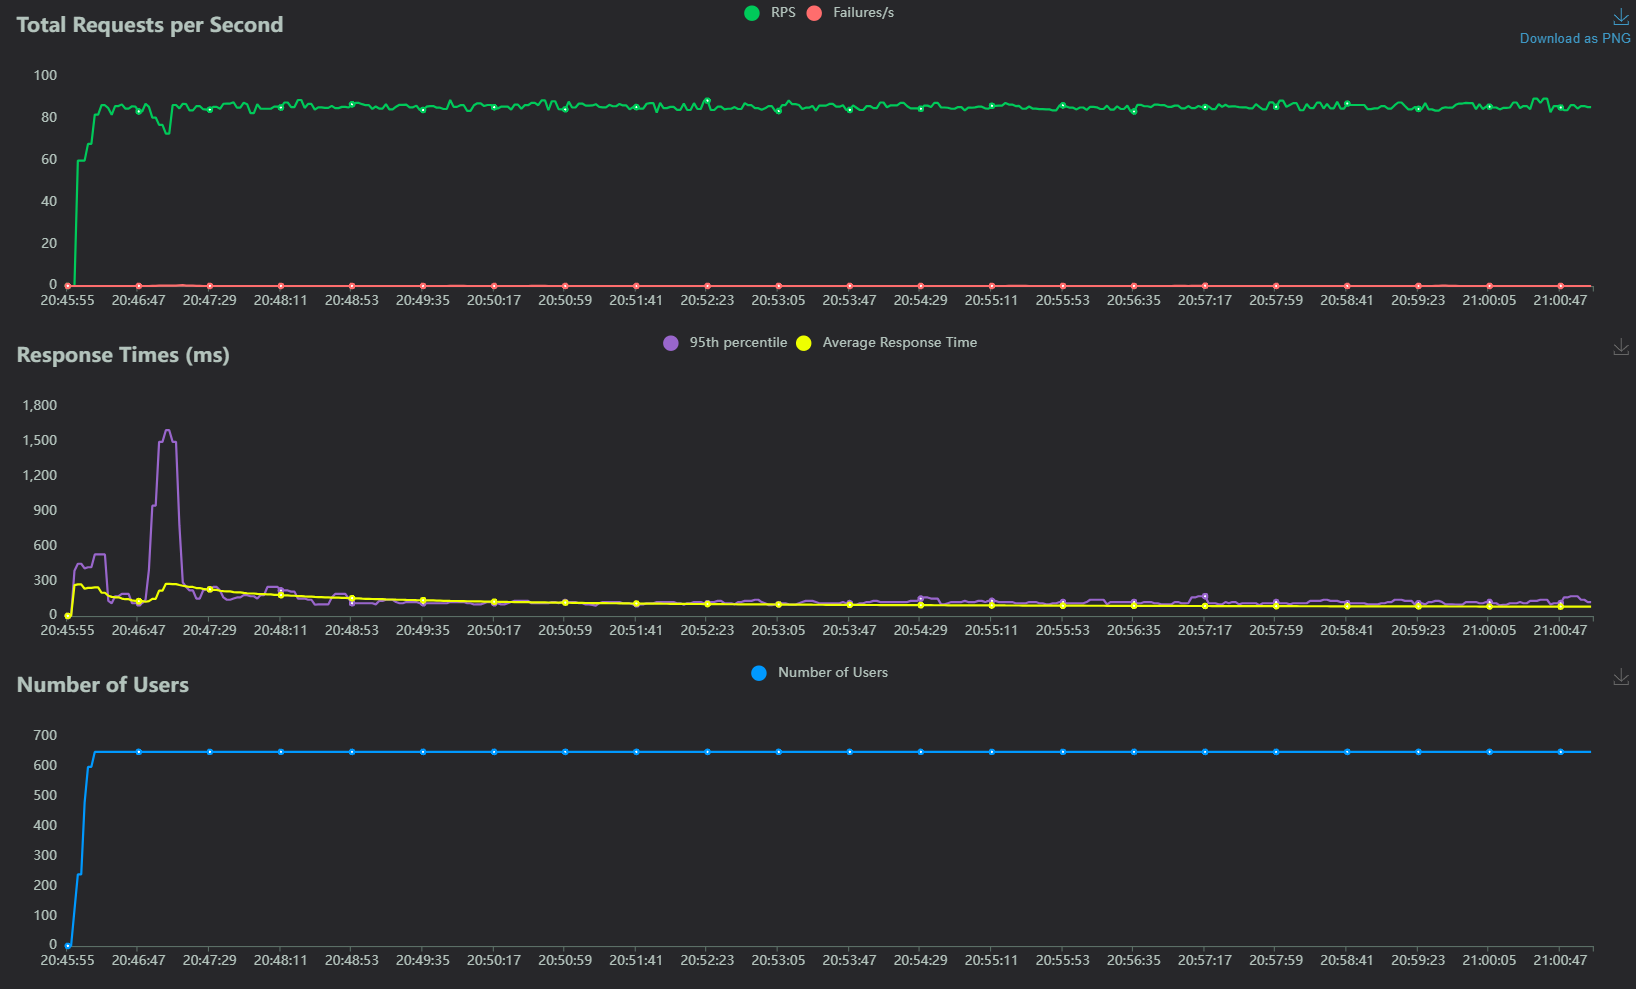 Total Requests per Second
RPS Failures/s
Download as PNG
100
80
60
40
20
0
20:45:55 20:46:47 20:47:29 20:48:11 20:48:53 20:49:35 20:50:17 20:50:59 20:51:41 20:52:23 20:53:05 20:53:47 20:54:29 20:55:11 20:55:53 20:56:35 20:57:17 20:57:59 20:58:41 20:59:23 21:00:05 21:00:47
Response Times (ms)
95th percentile Average Response Time
1,800
1,500
1,200
900
600
300
0
20:45:55 20:46:47 20:47:29 20:48:11 20:48:53 20:49:35 20:50:17 20:50:59 20:51:41 20:52:23 20:53:05 20:53:47 20:54:29 20:55:11 20:55:53 20:56:35 20:57:17 20:57:59 20:58:41 20:59:23 21:00:05 21:00:47
Number of Users
Number of Users
700
600
500
400
300
200
100
0
20:45:55 20:46:47 20:47:29 20:48:11 20:48:53 20:49:35 20:50:17 20:50:59 20:51:41 20:52:23 20:53:05 20:53:47 20:54:29 20:55:11 20:55:53 20:56:35 20:57:17 20:57:59 20:58:41 20:59:23 21:00:05 21:00:47